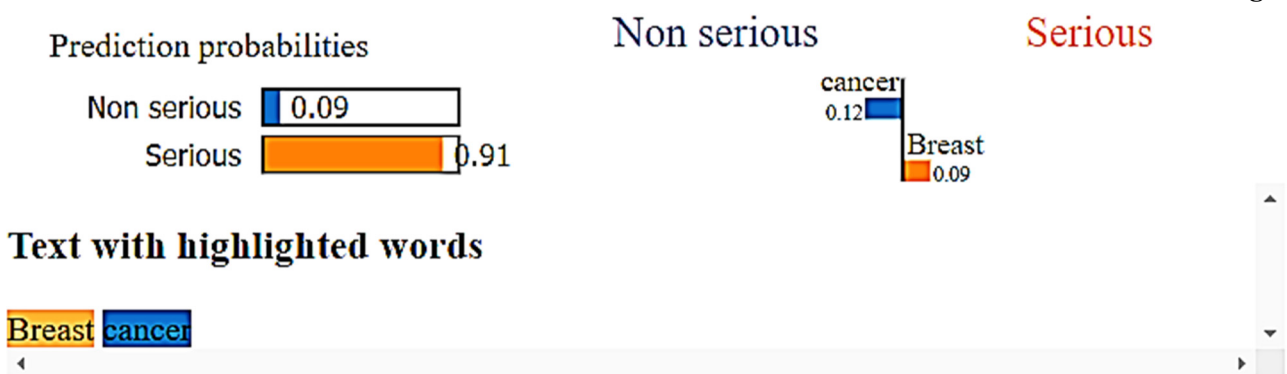 Prediction probabilities
Non serious 0.09
Serious 0.91
Non serious Serious
cancer
0.12
Breast
0.09
Text with highlighted words
Breast cancer